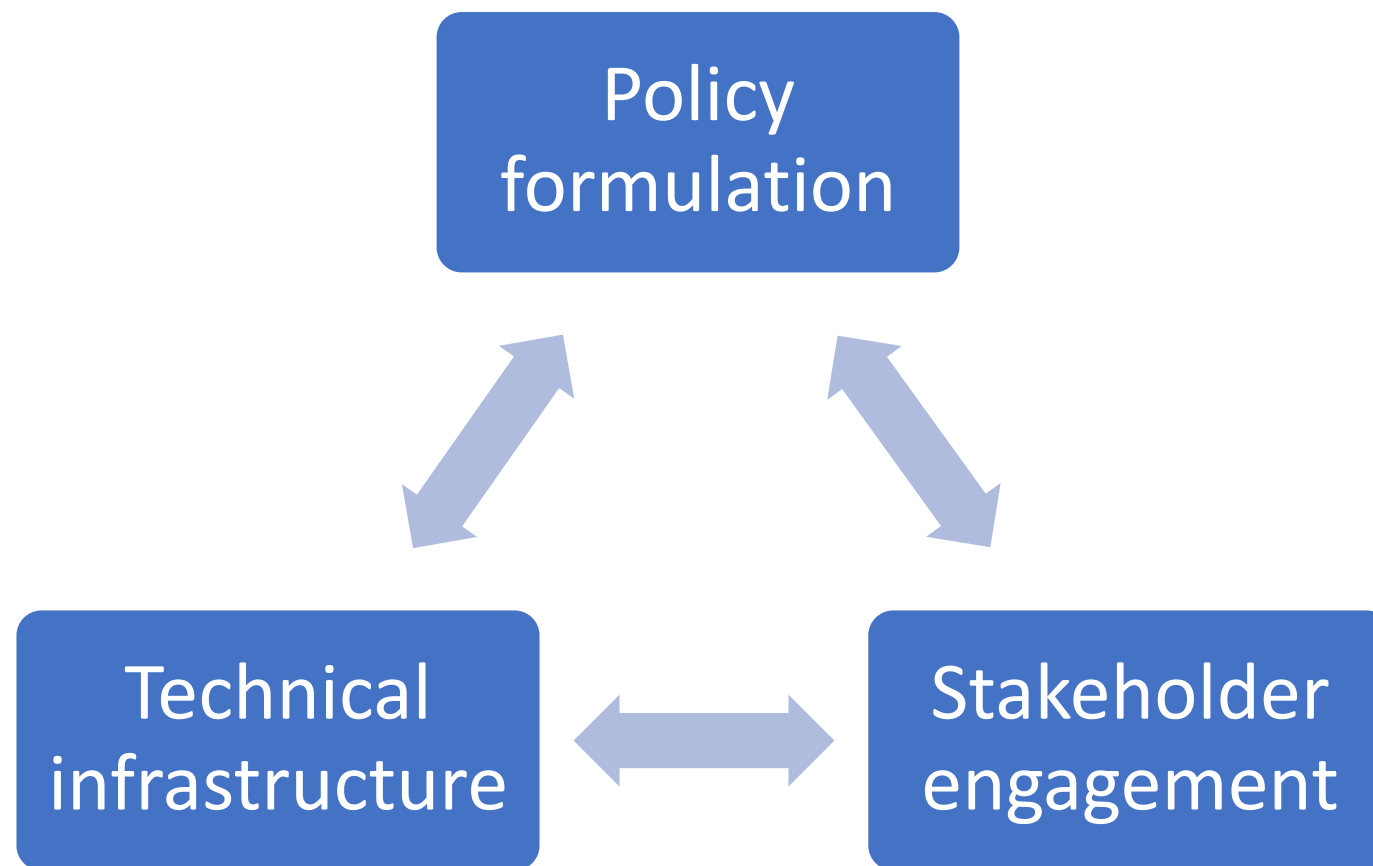 Policy
formulation
Technical
infrastructure
Stakeholder
engagement